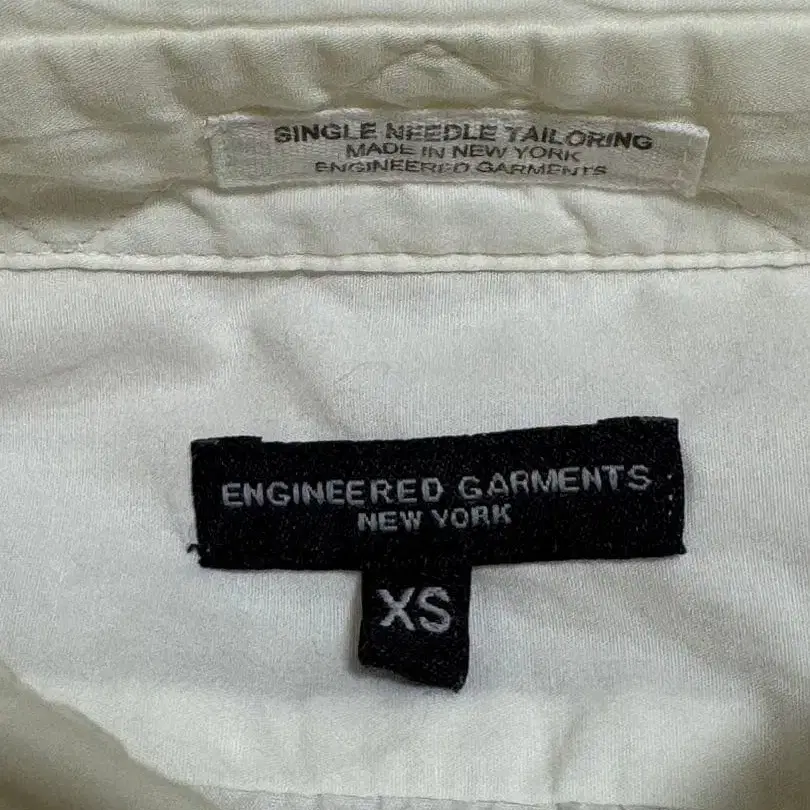 SINGLE NEEDLE TAILORING
MADE IN NEW YORK
ENGINEERED GARMENTS
ENGINEERED GARMENTS
NEW YORK
XS